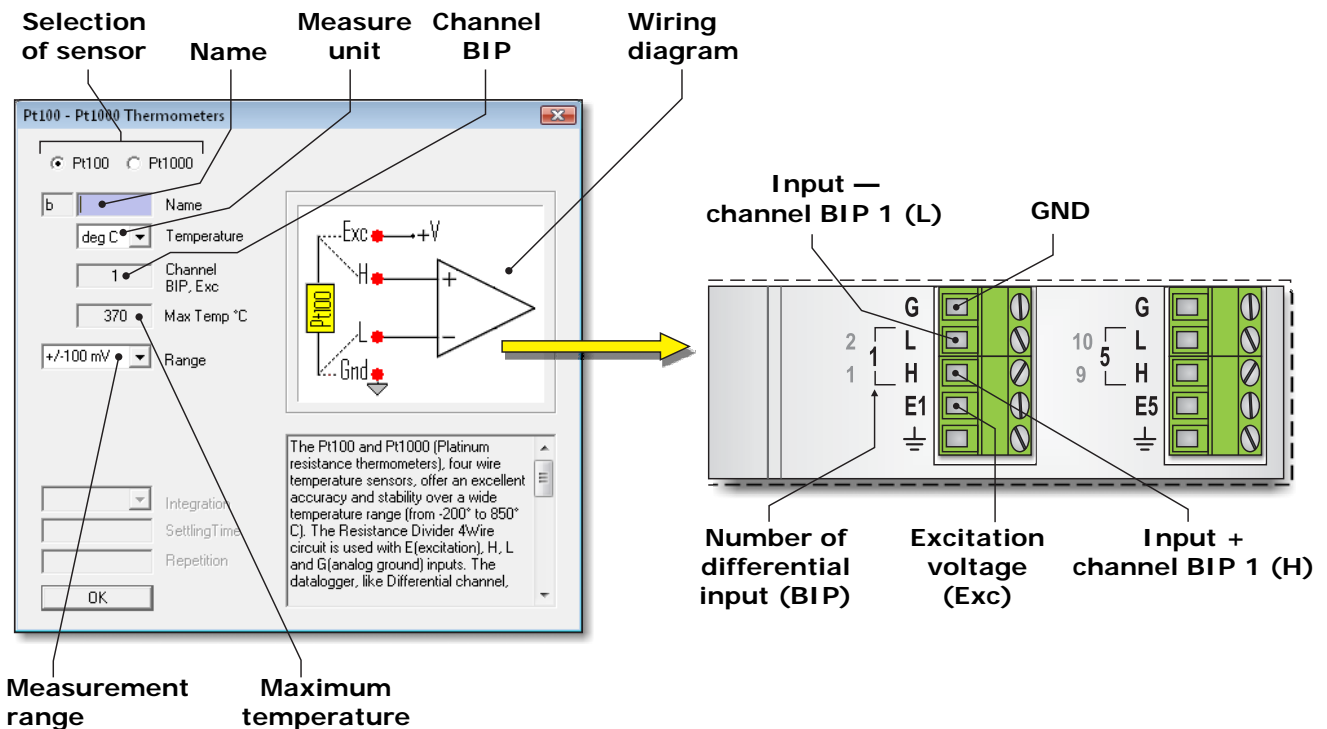 Selection
of sensor
Name
Measure
unit
Channel
BIP
Wiring
diagram
Pt100 - Pt1000 Thermometers
Pt100
Pt1000
b
Name
deg C
Temperature
1
Channel
BIP, Exc
370
Max Temp °C
+/-100 mV
Range
Integration
SettlingTime
Repetition
OK
Exc
+V
H
+
Pt100
L
−
Gnd
The Pt100 and Pt1000 (Platinum
resistance thermometers), four wire
temperature sensors, offer an excellent
accuracy and stability over a wide
temperature range (from -200° to 850°
C). The Resistance Divider 4Wire
circuit is used with E(excitation), H, L
and G(analog ground) inputs. The
datalogger, like Differential channel,
Measurement
range
Maximum
temperature
Input —
channel BIP 1 (L)
GND
G
2 L
1
1 H
E1
G
10 L
5
9 H
E5
Number of
differential
input (BIP)
Excitation
voltage
(Exc)
Input +
channel BIP 1 (H)